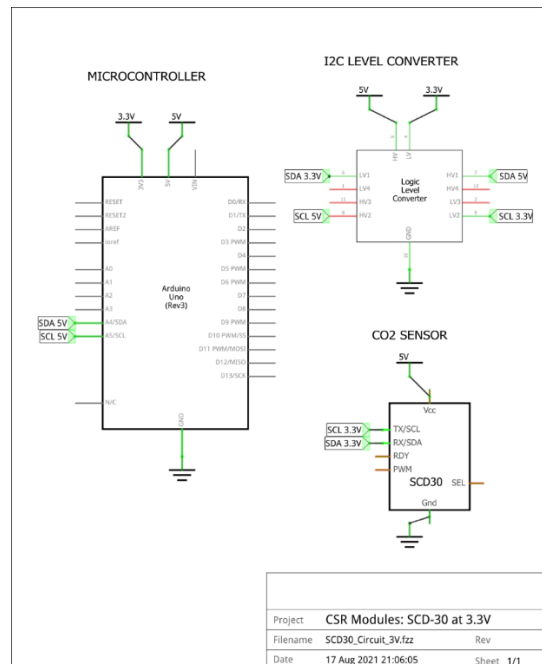 I2C LEVEL CONVERTER
MICROCONTROLLER
5V
3.3V
HV
LV
SDA 3.3V
LV1
HV1
SDA 5V
LV4
HV4
HV3
LV3
SCL 5V
HV2
LV2
SCL 3.3V
Logic
Level
Converter
GND
3.3V
5V
3V3
5V
VIN
RESET
RESET2
AREF
ioref
A0
A1
A2
A3
SDA 5V
A4/SDA
SCL 5V
A5/SCL
N/C
Arduino
Uno
(Rev3)
D0/RX
D1/TX
D2
D3 PWM
D4
D5 PWM
D6 PWM
D7
D8
D9 PWM
D10 PWM/SS
D11 PWM/MOSI
D12/MISO
D13/SCK
GND
CO2 SENSOR
5V
Vcc
SCL 3.3V
TX/SCL
SDA 3.3V
RX/SDA
RDY
PWM
SCD30
SEL
Gnd
Project CSR Modules: SCD-30 at 3.3V
Filename SCD30_Circuit_3V.fzz Rev
Date 17 Aug 2021 21:06:05 Sheet 1/1